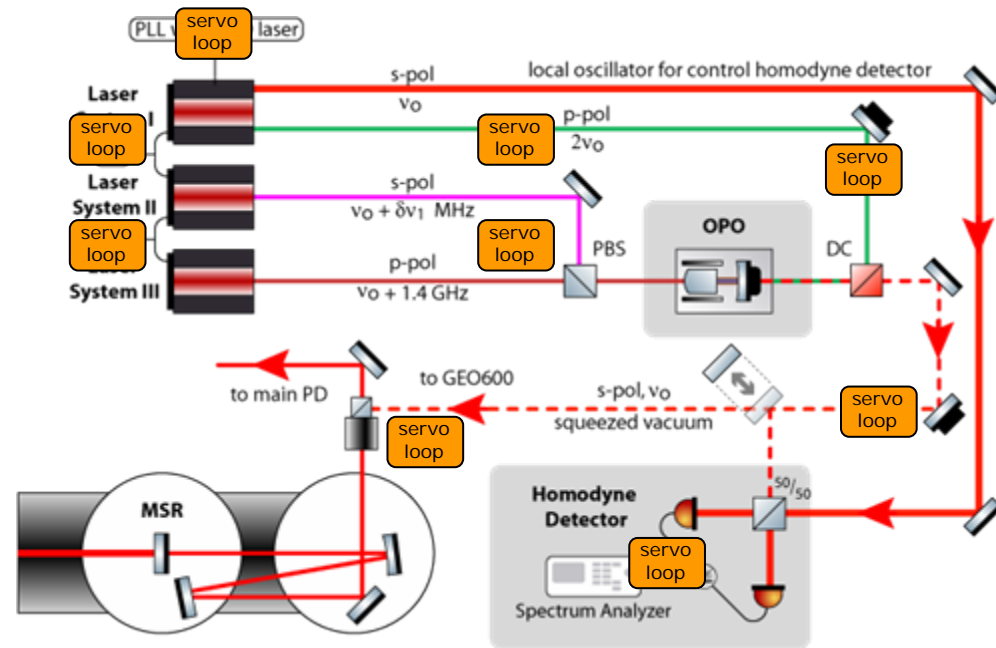 servo
loop
PLL w laser
s-pol
νo
local oscillator for control homodyne detector
Laser
I
servo
loop
servo
loop
p-pol
2νo
servo
loop
Laser
System II
s-pol
νo + δν1 MHz
servo
loop
servo
loop
PBS
OPO
DC
System III
p-pol
νo + 1.4 GHz
to main PD
to GEO600
s-pol, νo
squeezed vacuum
servo
loop
servo
loop
MSR
Homodyne
Detector
50/50
servo
loop
Spectrum Analyzer